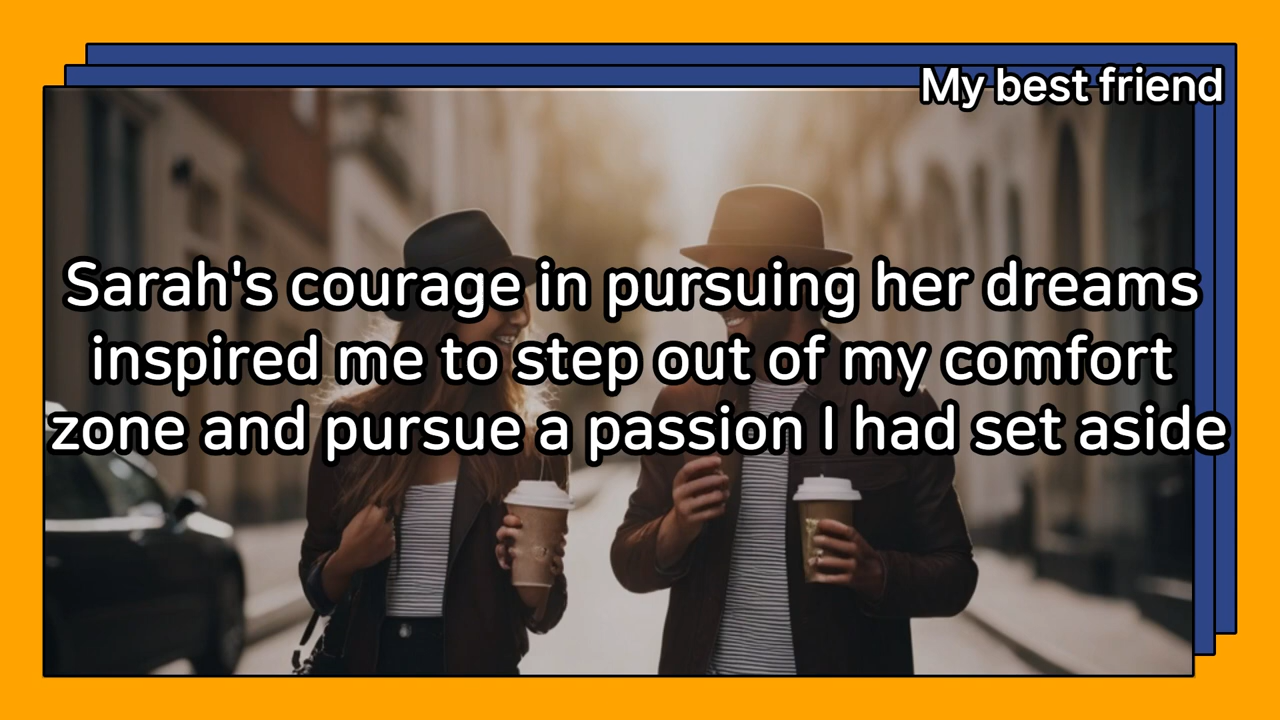 My best friend
Sarah's courage in pursuing her dreams
inspired me to step out of my comfort
zone and pursue a passion I had set aside